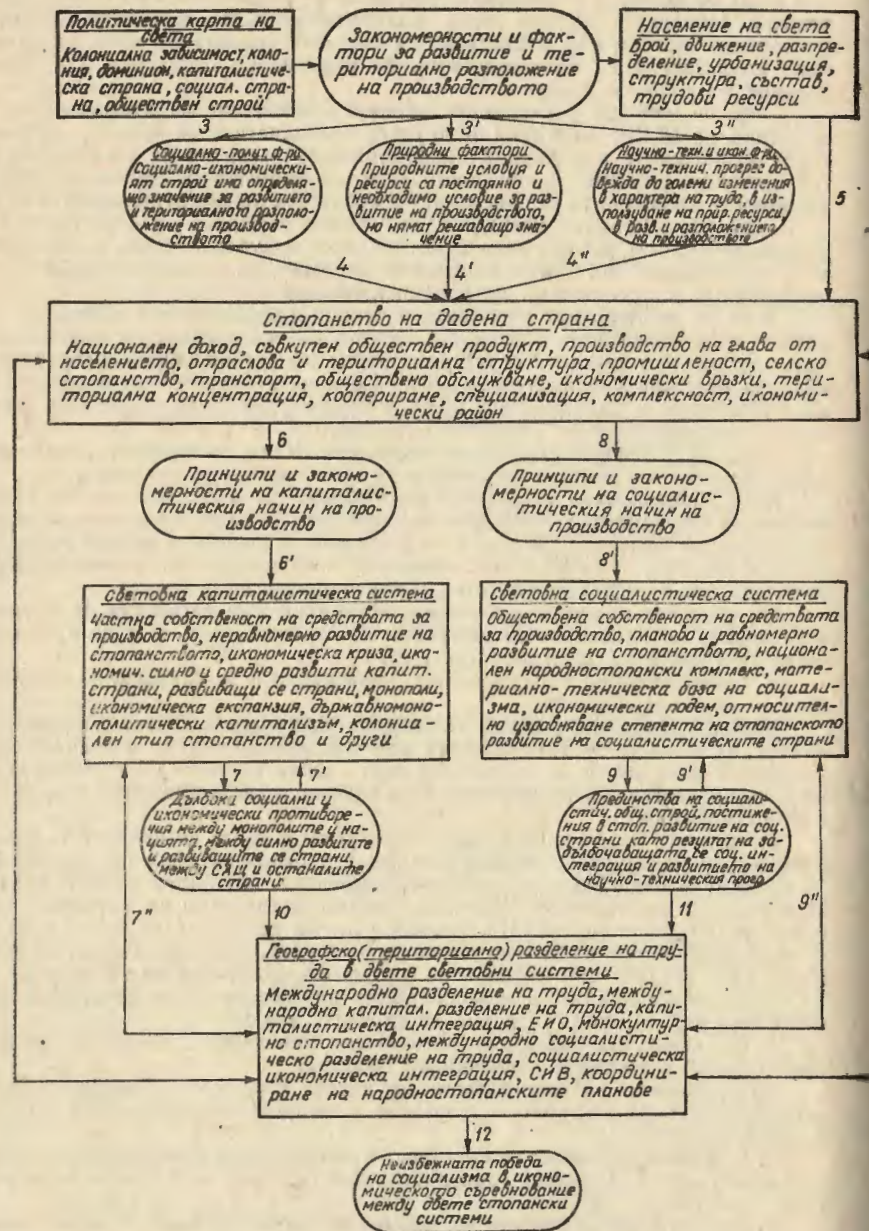 Политическа карта на
света
Колониална зависимост, коло-
ния, доминион, капиталистиче-
ска страна, социал. стра-
на, обществен строй
Закономерности и фак-
тори за развитие и те-
риториално разположение
на производството
Население на света
Брой, движение, разпре-
деление, урбанизация,
структура, състав,
трудови ресурси
3
3'
3"
Социално-полит. ф-ри
Социално-икономически-
ят строй има определя-
що значение за развитието
и териториалното разполо-
жение на производ-
ството
Природни фактори
Природните условия и
ресурси са постоянно и
необходимо условие за раз-
витие на производството,
но нямат решаващо зна-
чение
Научно-техн. и икон. ф-ри
Научно-технич. прогрес до-
вежда до големи изменения
в характера на труда, в из-
ползуване на прир. ресурси,
в разв. и разположението
на производството
5
4
4'
4"
Стопанство на дадена страна
Национален доход, съвкупен обществен продукт, производство на глава от
населението, отраслова и териториална структура, промишленост, селско
стопанство, транспорт, обществено обслужване, икономически връзки, тери-
ториална концентрация, коопериране, специализация, комплексност, икономи-
чески район
6
8
Принципи и законо-
мерности на капиталис-
тическия начин на про-
изводство
Принципи и зако-
мерности на социалис-
тическия начин на
производство
6'
8'
Световна капиталистическа система
Частна собственост на средствата за
производство, неравномерно развитие на
стопанството, икономическа криза, ико-
номич. силно и средно развити капит.
страни, развиващи се страни, монополи,
икономическа експанзия, държавномоно-
политически капитализъм, колониа-
лен тип стопанство и други
Световна социалистическа система
Обществена собственост на средствата
за производство, планово и равномерно
развитие на стопанството, национа-
лен народностопански комплекс, мате-
риално-техническа база на социали-
зма, икономически подем, относител-
но изравняване степента на стопанското
развитие на социалистическите страни
7
7'
9
9'
Дълбоки социални и
икономически противоре-
чия между монополите и на-
цията, между силно развитите
и развиващите се страни,
между САЩ и останалите
страни
Предимства на социали-
стич. общ. строй, постиже-
ния в стоп. развитие на соц.
страни като резултат на за-
дълбочаващата се соц. ин-
теграция и развитието на
научно-техническия прогр.
7"
10
11
9"
Географско (териториално) разделение на тру-
да в двете световни системи
Международно разделение на труда, между-
народно капитал. разделение на труда, капи-
талистическа интеграция, ЕИО, монокултур-
но стопанство, международно социалисти-
ческо разделение на труда, социалистическа
икономическа интеграция, СИВ, координи-
ране на народностопанските планове
12
Неизбежната победа
на социализма в иконо-
мическото съревнование
между двете стопански
системи